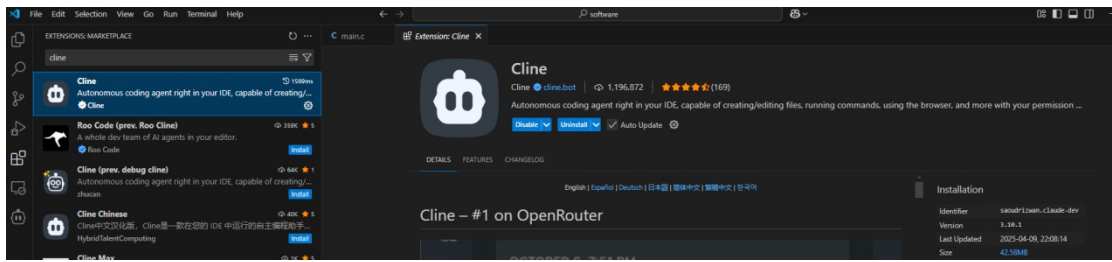 File Edit Selection View Go Run Terminal Help
software
EXTENSIONS: MARKETPLACE
cline
Cline 1589ms
Autonomous coding agent right in your IDE, capable of creating/...
Cline
Roo Code (prev. Roo Cline) 359K 5
A whole dev team of AI agents in your editor.
Roo Code Install
Cline (prev. debug cline) 64K 1
Autonomous coding agent right in your IDE, capable of creating/...
zhucan Install
Cline Chinese 40K 5
Cline中文汉化版，Cline是一款在您的 IDE 中运行的自主编程助手...
HybridTalentComputing Install
Cline Max 1K 5
C main.c
Extension: Cline
Cline
Cline cline.bot | 1,196,872 | (169)
Autonomous coding agent right in your IDE, capable of creating/editing files, running commands, using the browser, and more with your permission ...
Disable Uninstall Auto Update
DETAILS FEATURES CHANGELOG
English | Español | Deutsch | 日本語 | 简体中文 | 繁體中文 | 한국어
Cline – #1 on OpenRouter
Installation
Identifier saoudrizwan.claude-dev
Version 3.10.1
Last Updated 2025-04-09, 22:08:14
Size 42.58MB